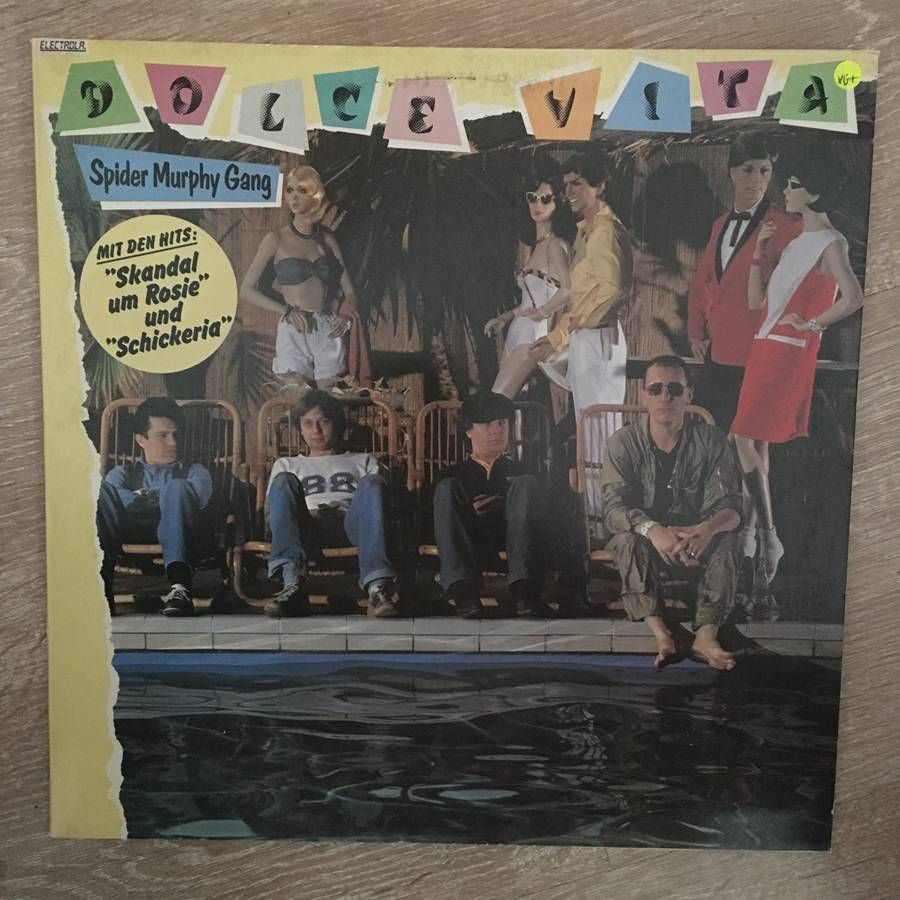 ELECTROLA
DOLCE VITA
VG+
Spider Murphy Gang
MIT DEN HITS:
"Skandal
um Rosie"
und
"Schickeria"
88